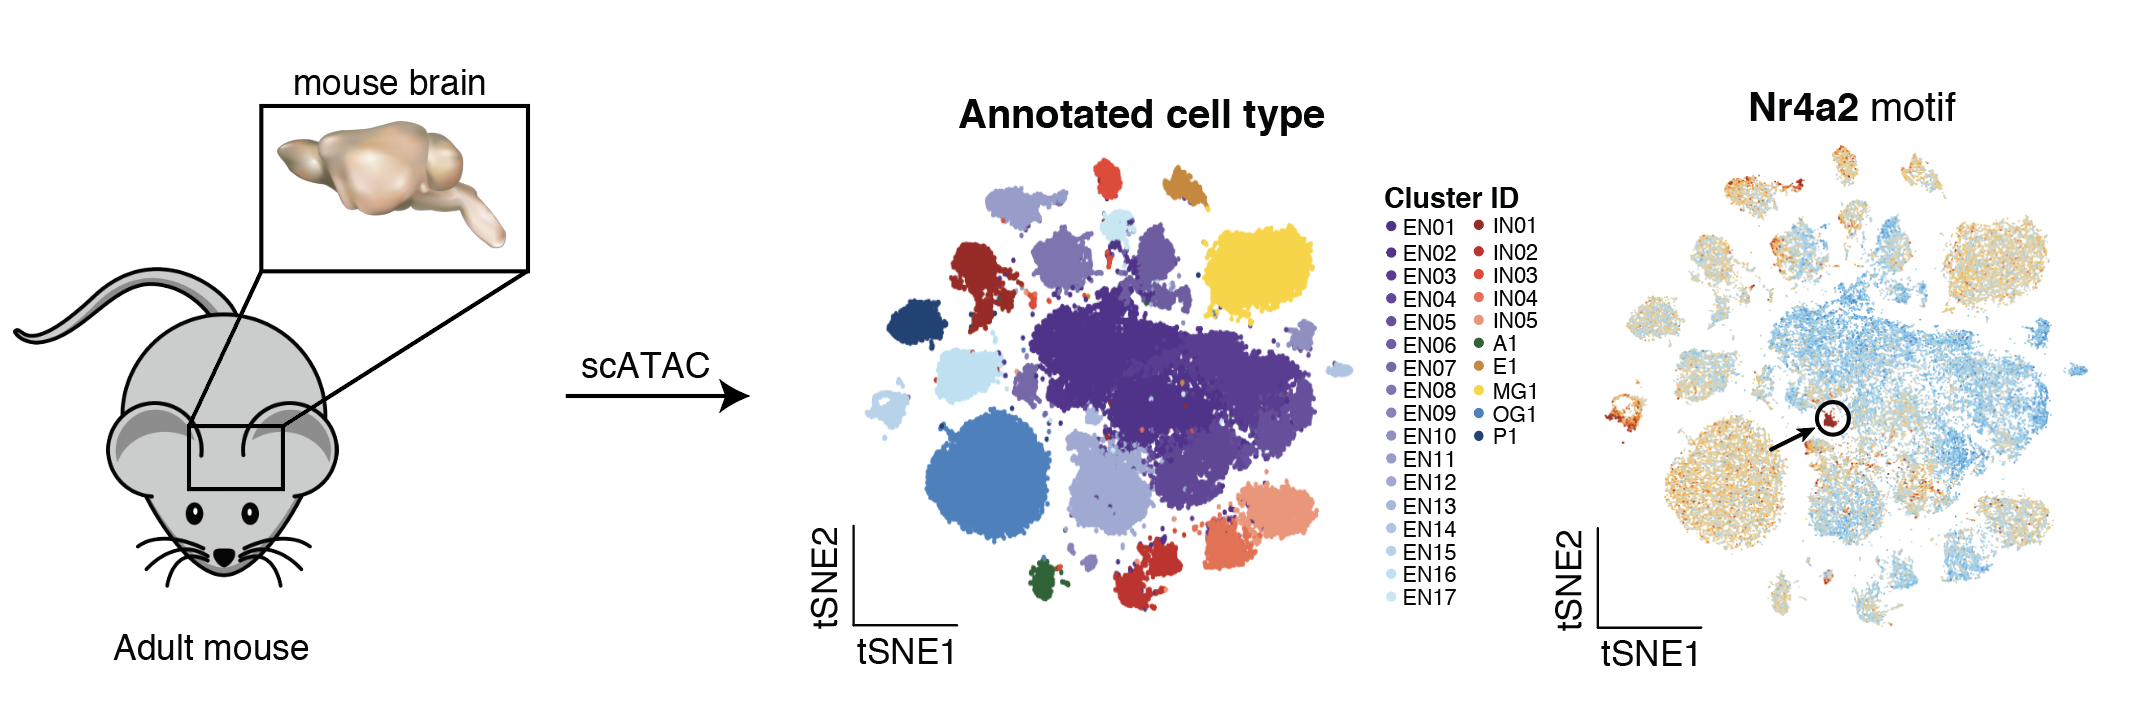 mouse brain
Adult mouse
scATAC
Annotated cell type
tSNE2
tSNE1
Cluster ID
EN01 IN01
EN02 IN02
EN03 IN03
EN04 IN04
EN05 IN05
EN06 A1
EN07 E1
EN08 MG1
EN09 OG1
EN10 P1
EN11
EN12
EN13
EN14
EN15
EN16
EN17
Nr4a2 motif
tSNE2
tSNE1